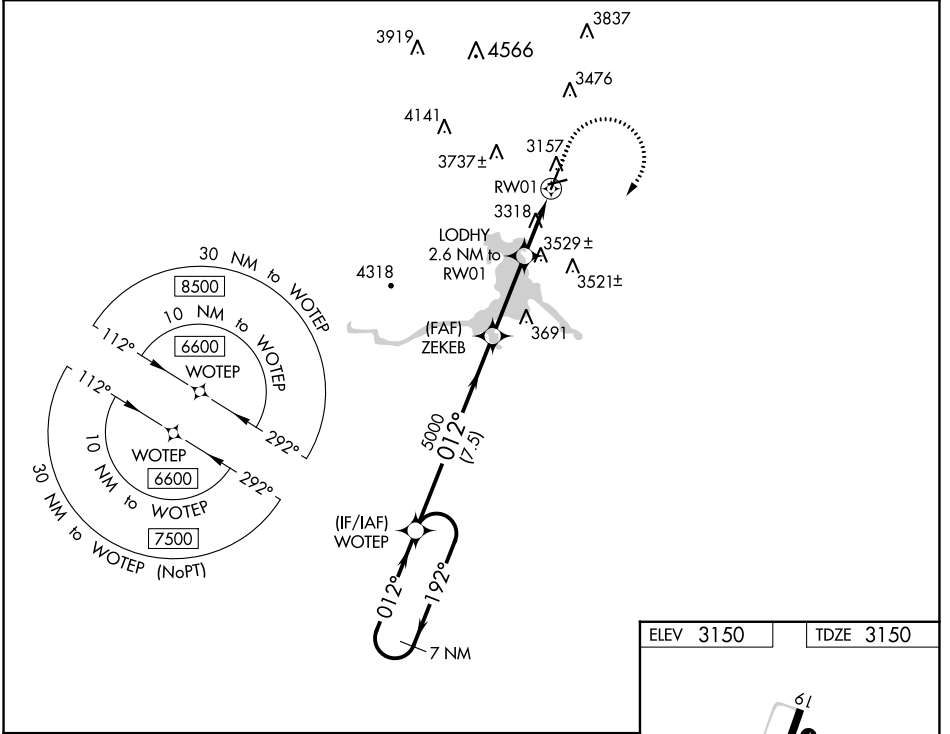 3837
3919
4566
3476
4141
3737±
3157
RW01
3318
LODHY
2.6 NM to
RW01
3529±
3521±
4318
3691
(FAF)
ZEKEB
30 NM to WOTEP
8500
10 NM to WOTEP
6600
WOTEP
112°
292°
112°
292°
WOTEP
6600
10 NM to WOTEP
7500
30 NM to WOTEP (NoPT)
5000
012°
(7.5)
(IF/IAF)
WOTEP
012°
192°
7 NM
ELEV 3150
TDZE 3150
19